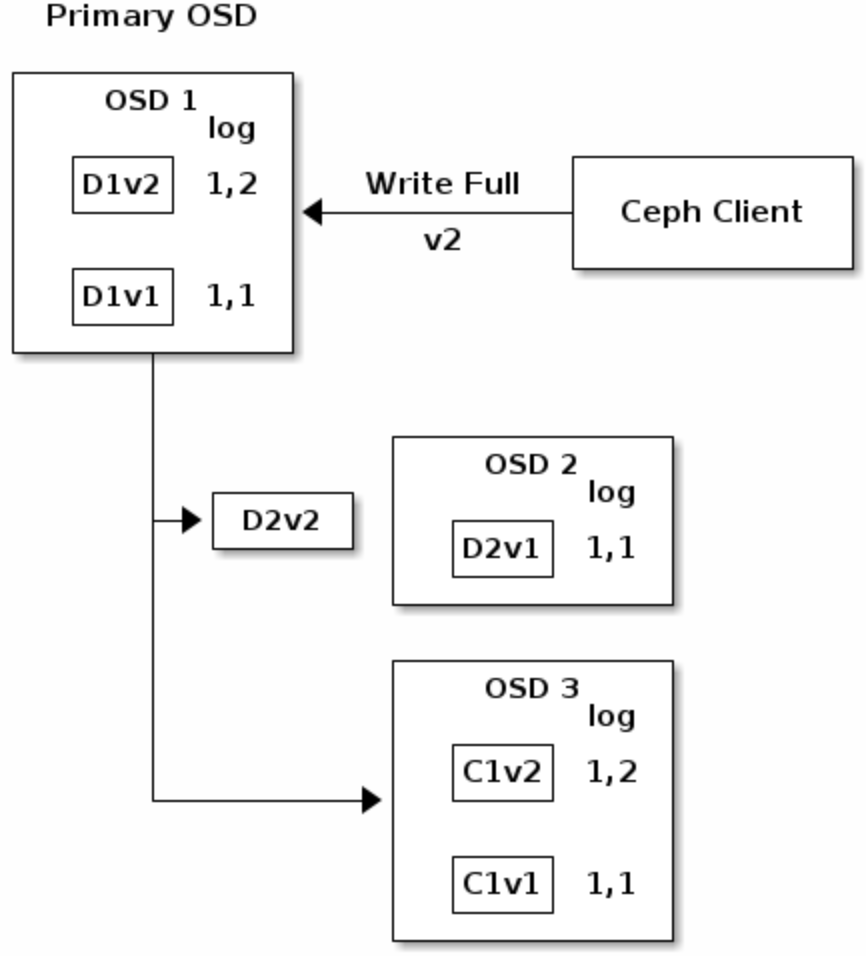 Primary OSD
OSD 1
log
D1v2 1,2
D1v1 1,1
Write Full
v2
Ceph Client
D2v2
OSD 2
log
D2v1 1,1
OSD 3
log
C1v2 1,2
C1v1 1,1